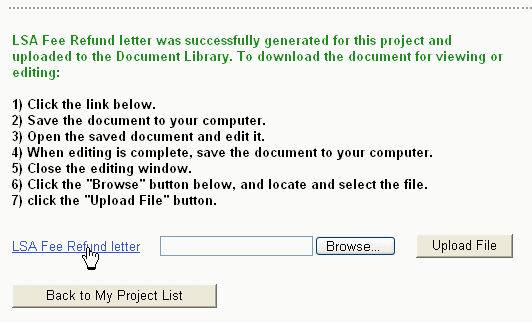 LSA Fee Refund letter was successfully generated for this project and
uploaded to the Document Library. To download the document for viewing or
editing:
1) Click the link below.
2) Save the document to your computer.
3) Open the saved document and edit it.
4) When editing is complete, save the document to your computer.
5) Close the editing window.
6) Click the "Browse" button below, and locate and select the file.
7) click the "Upload File" button.
LSA Fee Refund letter Browse... Upload File
Back to My Project List